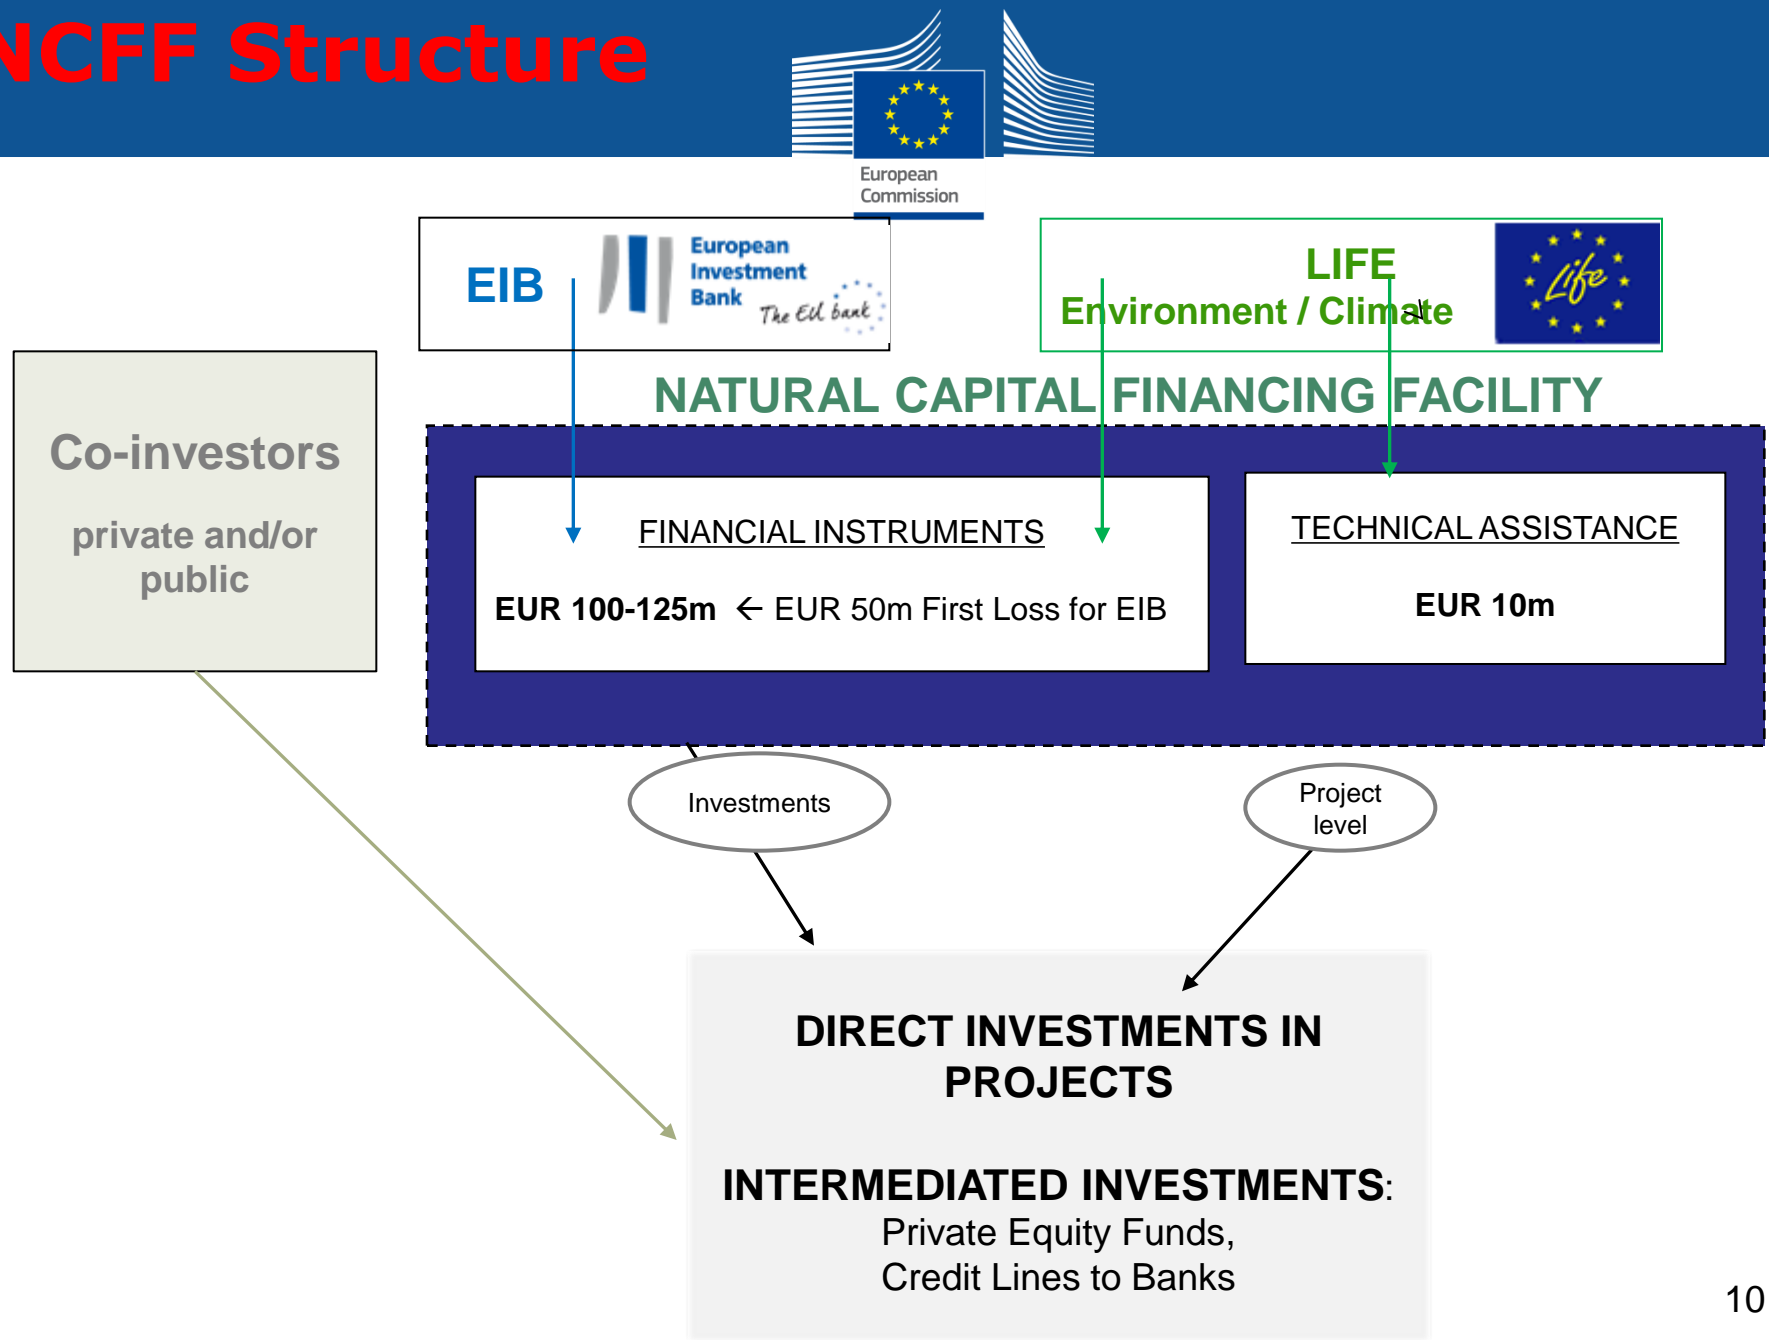 NCFF Structure
European
Commission
EIB
European
Investment
Bank
The EU bank
LIFE
Environment / Climate
Life
Co-investors
private and/or
public
NATURAL CAPITAL FINANCING FACILITY
FINANCIAL INSTRUMENTS
EUR 100-125m ← EUR 50m First Loss for EIB
TECHNICAL ASSISTANCE
EUR 10m
Investments
Project
level
DIRECT INVESTMENTS IN
PROJECTS
INTERMEDIATED INVESTMENTS:
Private Equity Funds,
Credit Lines to Banks
10